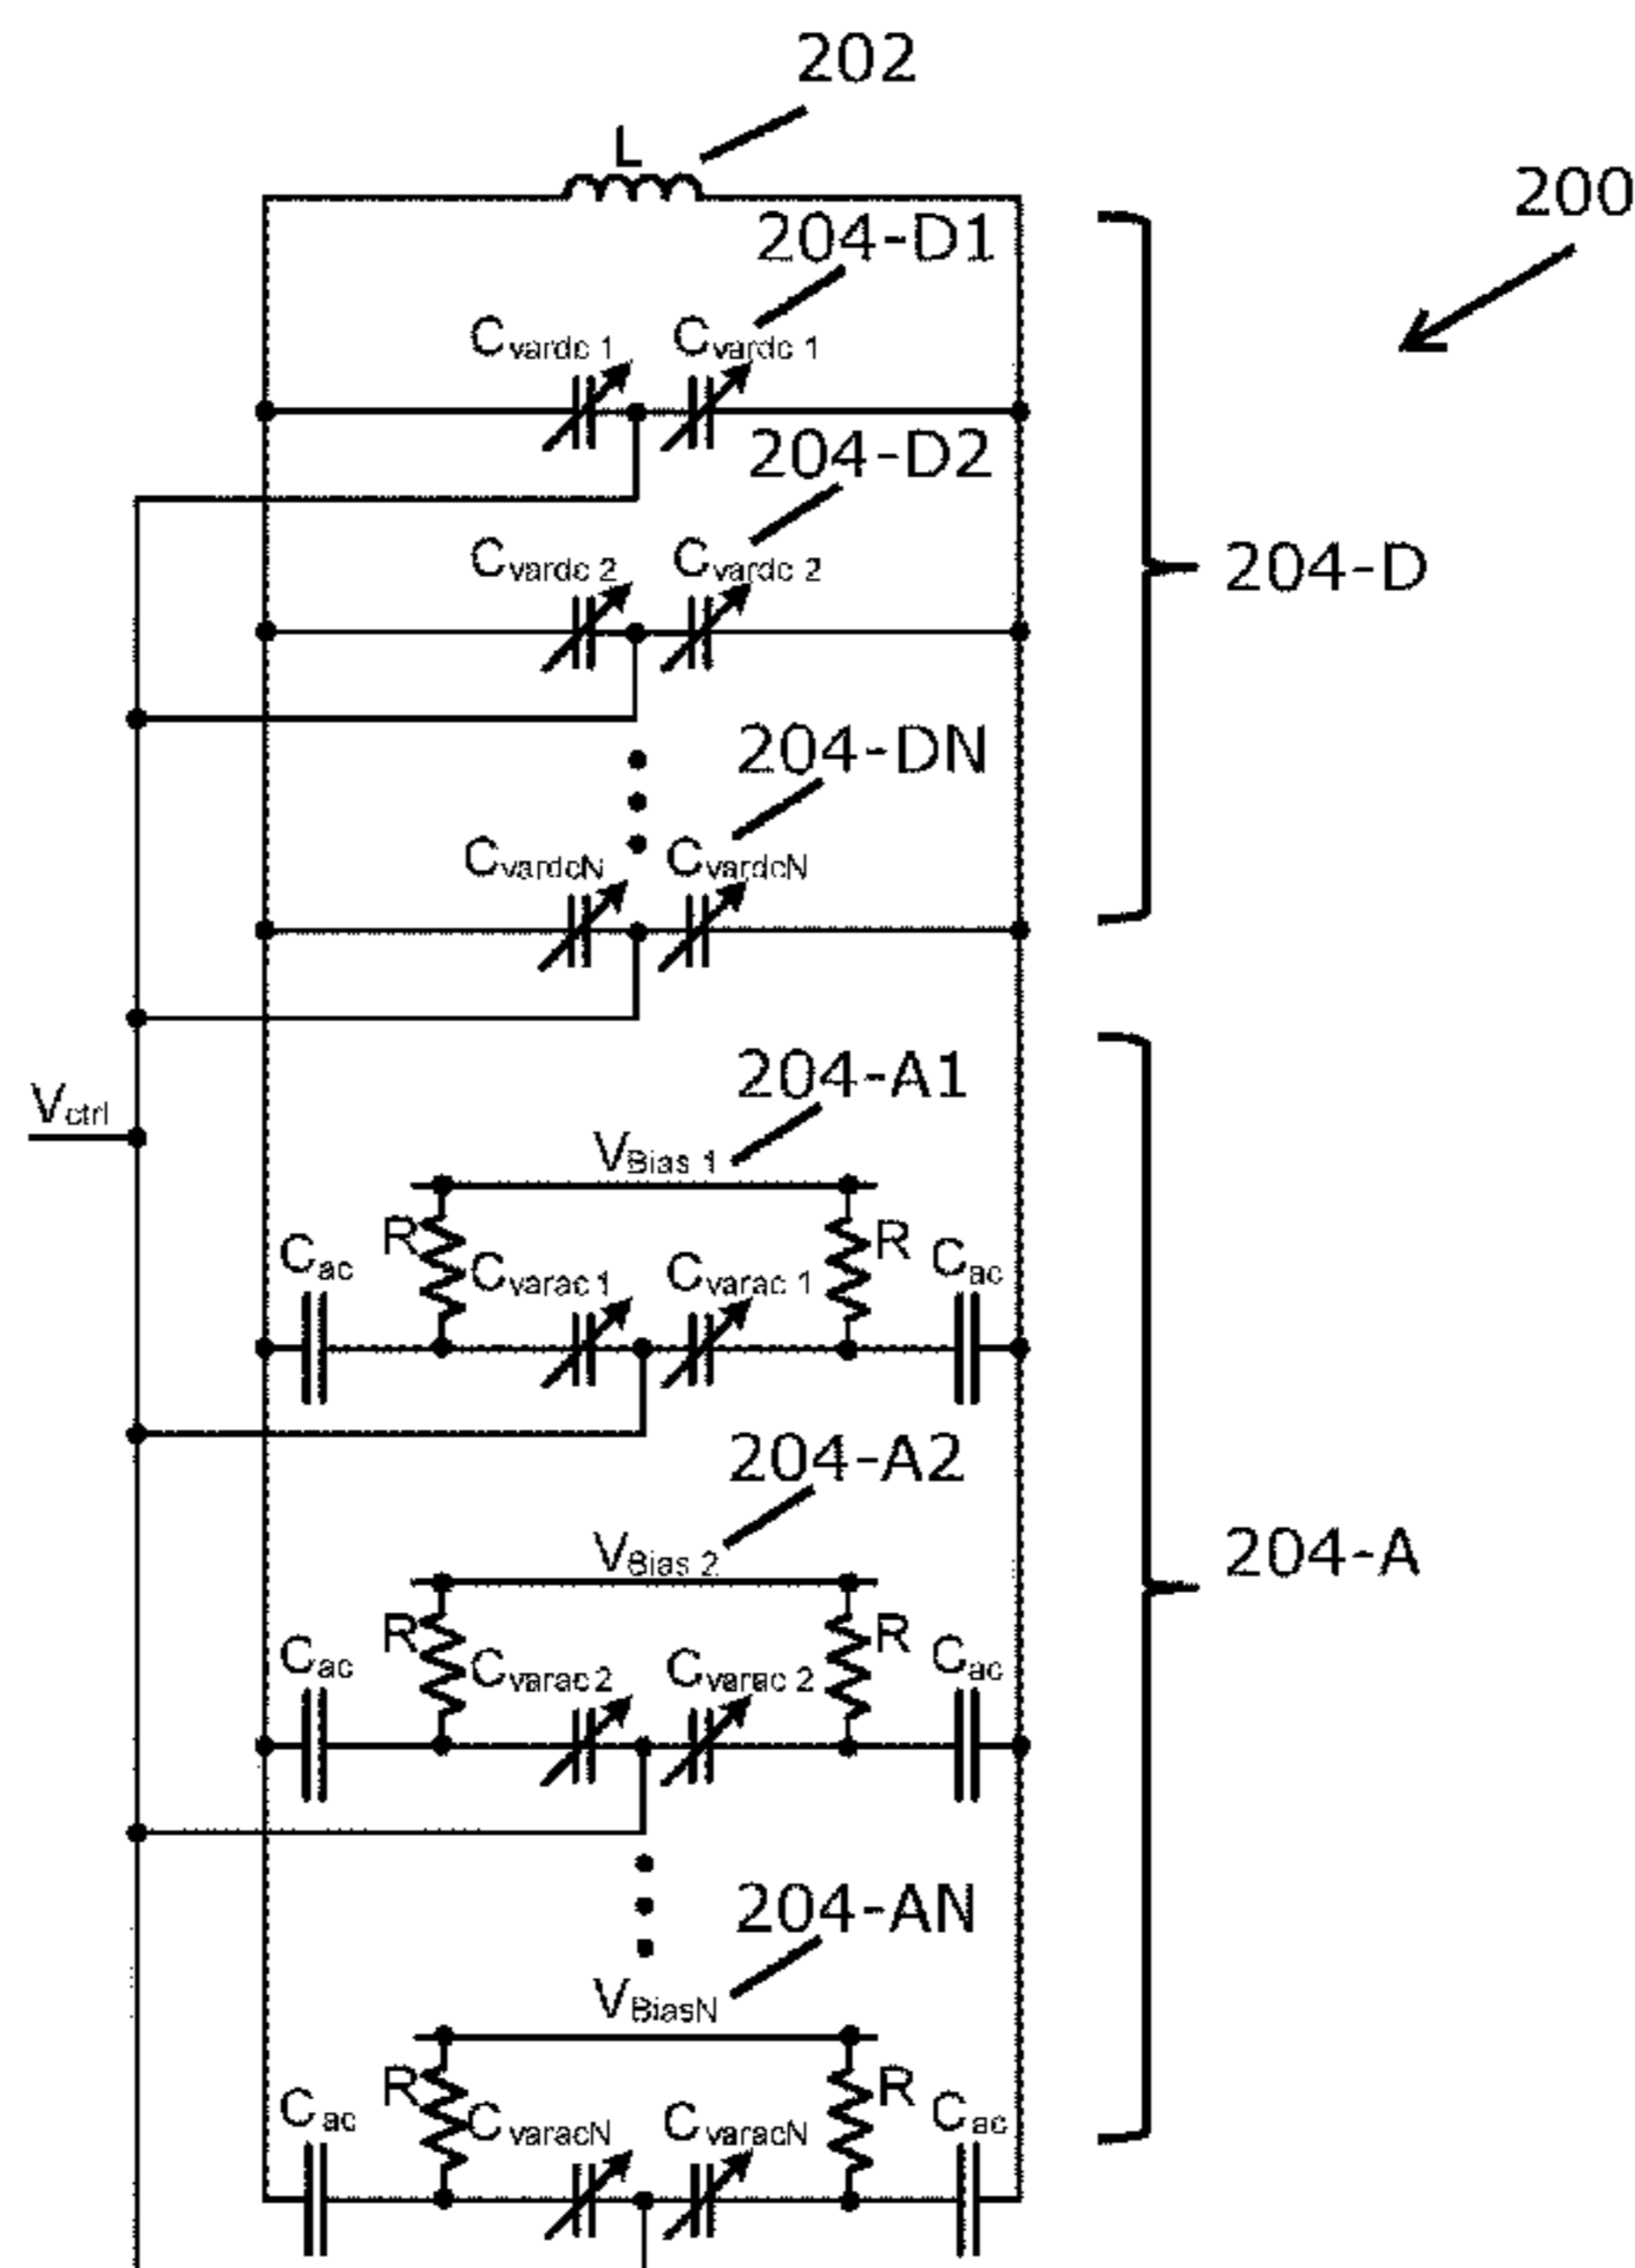 202
L
200
204-D1
Cvardc 1 Cvardc 1
204-D2
Cvardc 2 Cvardc 2
204-D
204-DN
CvardcN CvardcN
204-A1
Vctrl
VBias 1
R R
Cac Cvarac 1 Cvarac 1 Cac
204-A2
VBias 2
204-A
R R
Cac Cvarac 2 Cvarac 2 Cac
204-AN
VBiasN
R R
Cac CvaracN CvaracN Cac